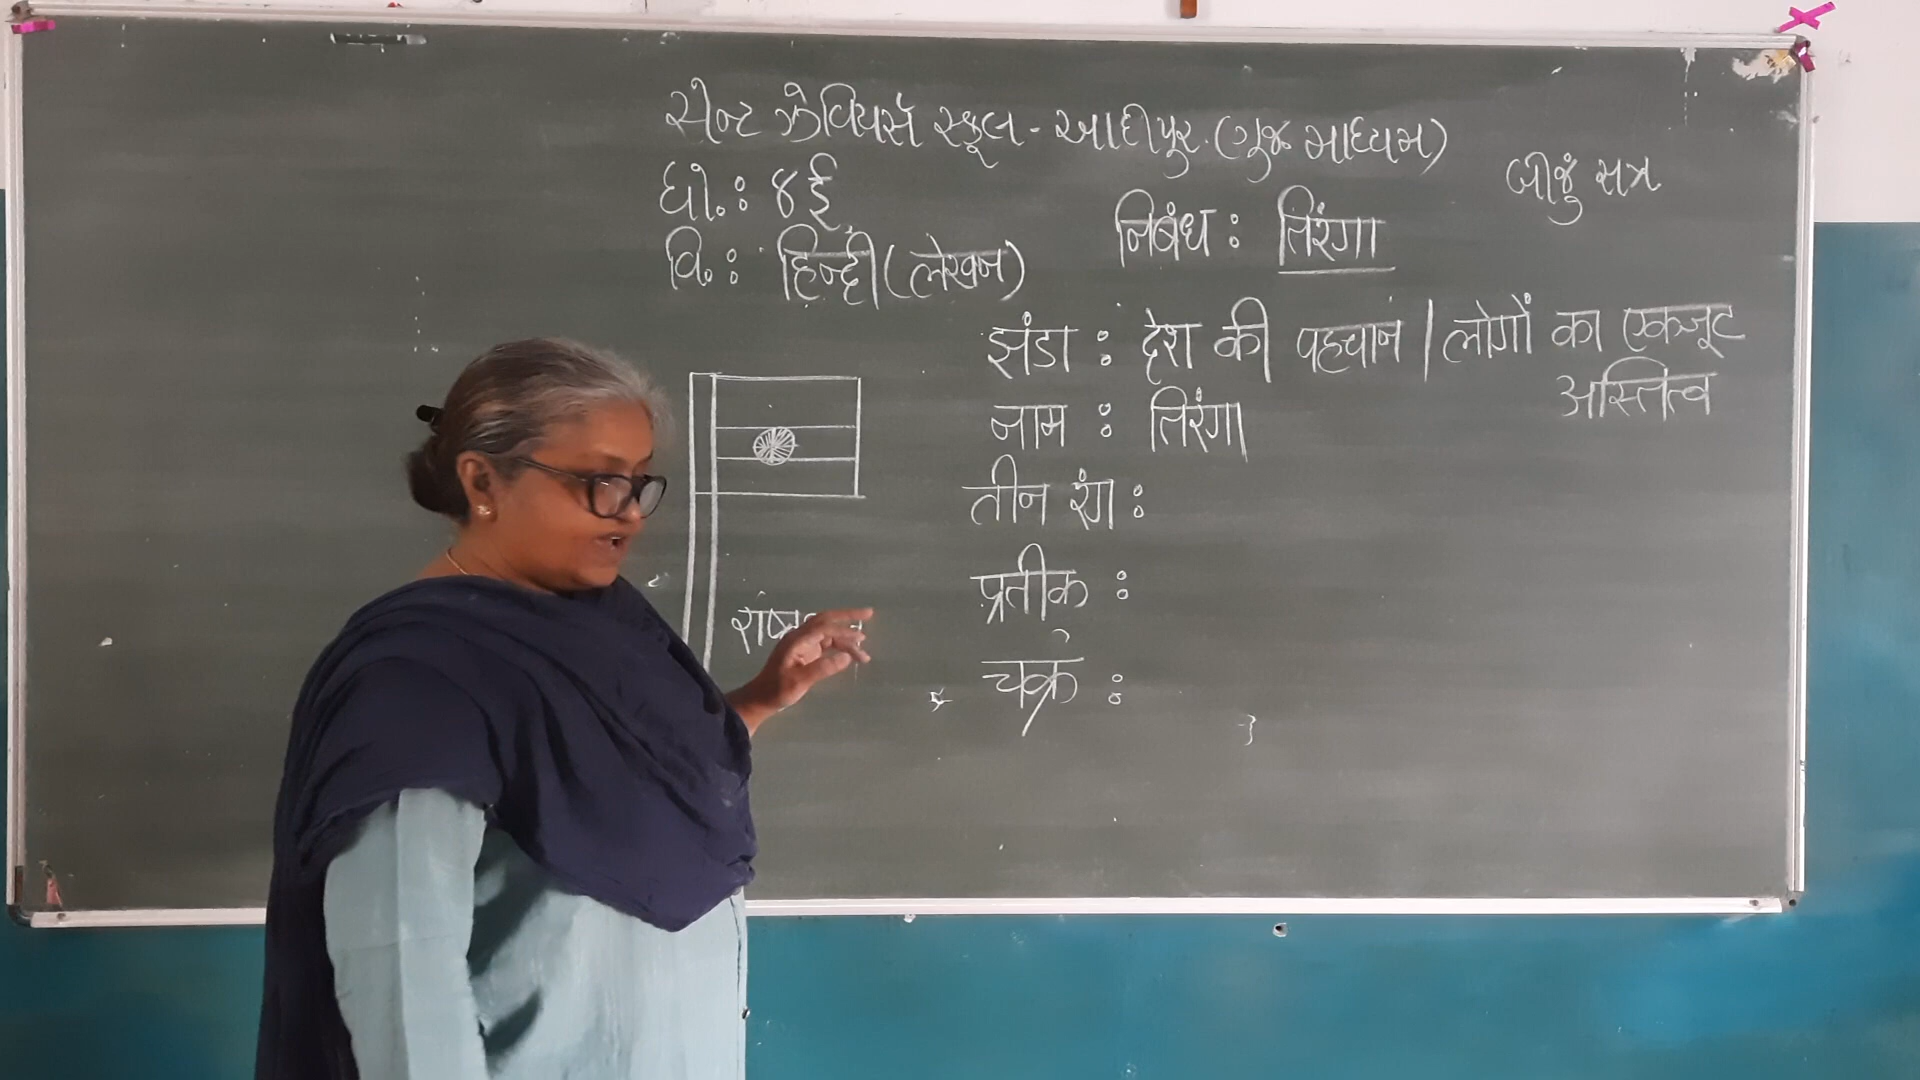 સેન્ટ ઝેવિયર્સ સ્કૂલ - આદીપુર. (ગુજ માધ્યમ)
બીજું સત્ર
ધો.: ૪ ई
નિબંધ : तिरंगा
વિ. : हिन्दी (लेखन)
झंडा : देश की पहचान / लोगों का एकजूट
अस्तित्व
नाम : तिरंगा
तीन रंग :
प्रतीक :
चक्र :